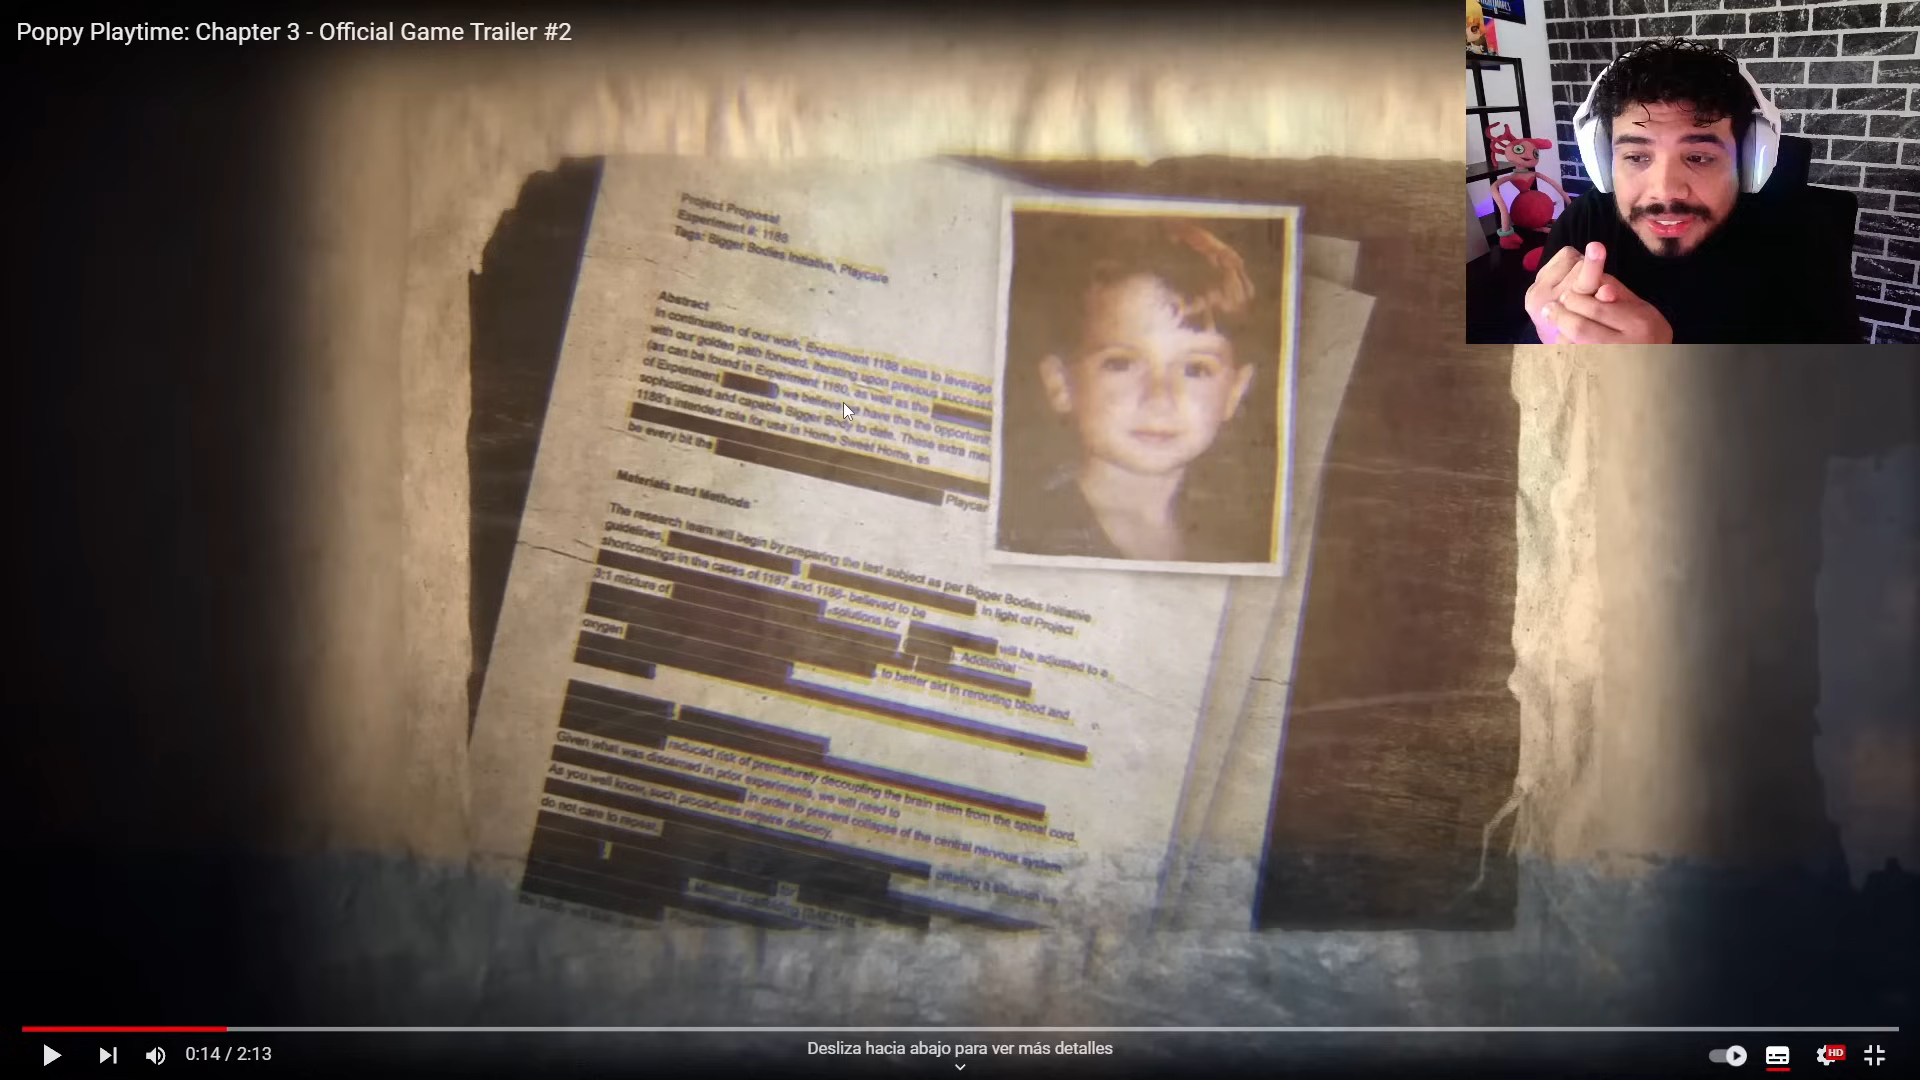 Poppy Playtime: Chapter 3 - Official Game Trailer #2
Project Proposal
Experiment #: 1188
Tags: Bigger Bodies Initiative, Playcare
Abstract
In continuation of our work, Experiment 1188 aims to leverage
with our golden path forward. Iterating upon previous
(as can be found in Experiment 1160, as well as the
of Experiment we believe have the the
sophisticated and capable Bigger Body to date. These extra
1188's intended role for use in Home Sweet Home, as
be every bit the
Materials and Methods
The research team will begin by preparing the test subject as per Bigger Bodies Initiative
guidelines, In light of Project
shortcomings in the cases of 1187 and 1186- believed to be
, solutions for will be adjusted to a
3:1 mixture of . Additional
, to better aid in rerouting blood and
oxygen
reduced risk of prematurely decoupling the brain stem from the spinal cord.
Given what was discerned in prior experiments, we will need to
in order to prevent collapse of the central nervous system.
As you well know, such procedures require delicacy.
creating a situation we
do not care to repeat.
for
0:14 / 2:13
Desliza hacia abajo para ver más detalles
HD